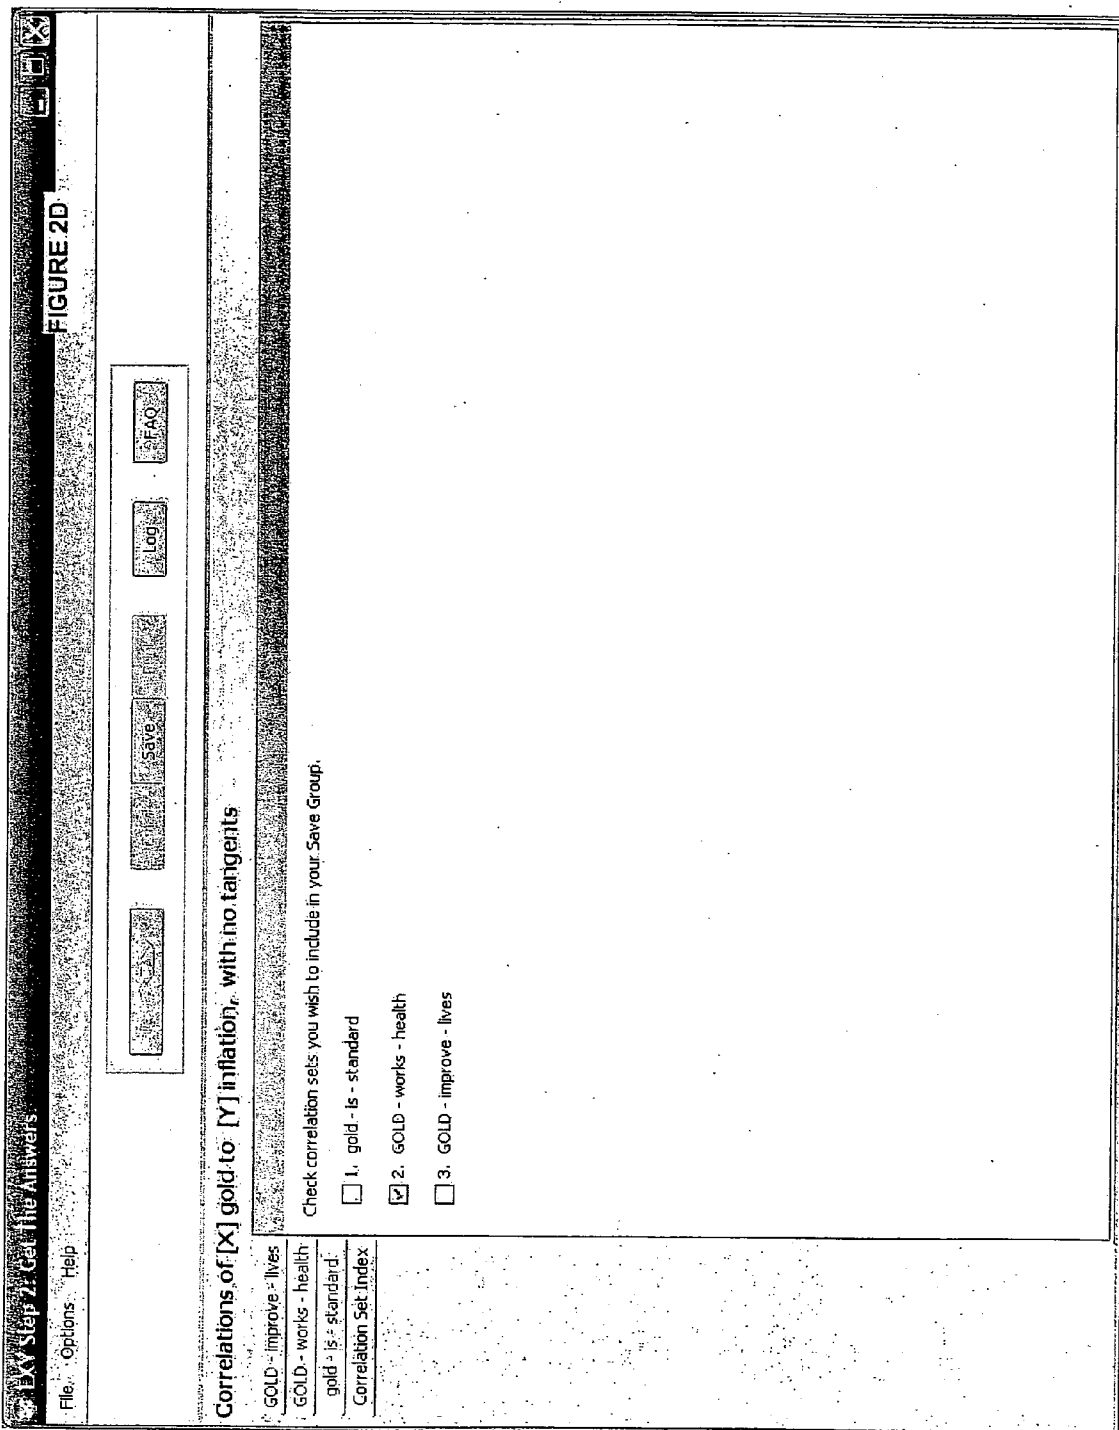 Step 2: Get The Answers
FIGURE 2D
File Options Help
Save
Log
FAQ
Correlations of [X] gold to [Y] inflation, with no tangents
GOLD - improve - lives
GOLD - works - health
gold - is - standard
Correlation Set Index
Check correlation sets you wish to include in your Save Group.
1. gold - is - standard
2. GOLD - works - health
3. GOLD - improve - lives